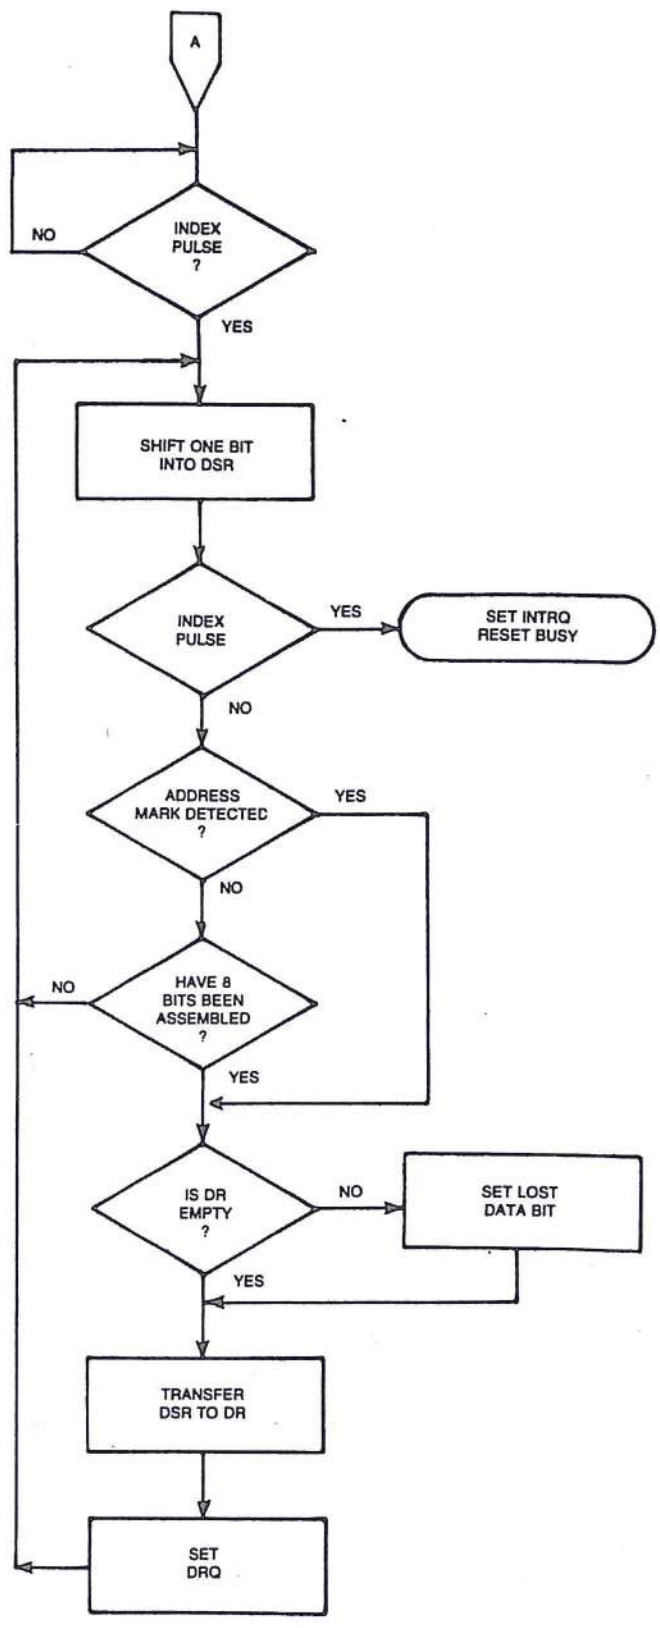 A
INDEX
PULSE
?
NO
YES
SHIFT ONE BIT
INTO DSR
INDEX
PULSE
YES
SET INTRQ
RESET BUSY
NO
ADDRESS
MARK DETECTED
?
YES
NO
HAVE 8
BITS BEEN
ASSEMBLED
?
NO
YES
IS DR
EMPTY
?
NO
SET LOST
DATA BIT
YES
TRANSFER
DSR TO DR
SET
DRQ